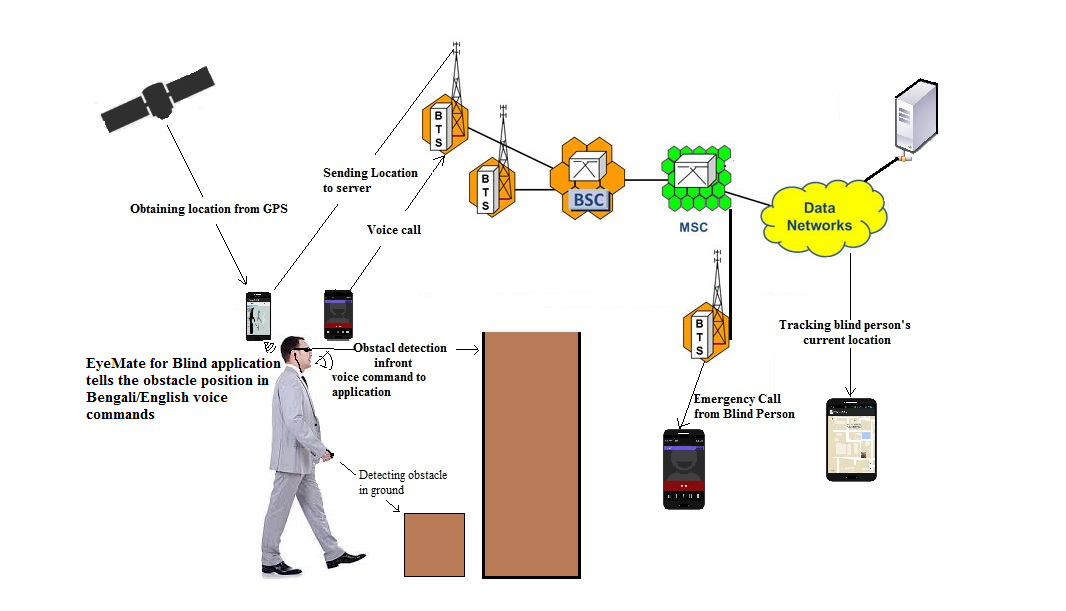 B
T
S
B
T
S
BSC
MSC
Data
Networks
Sending Location
to server
Obtaining location from GPS
Voice call
B
T
S
Obstacl detection
infront
voice command to
application
EyeMate for Blind application
tells the obstacle position in
Bengali/English voice
commands
Tracking blind person's
current location
Emergency Call
from Blind Person
Detecting obstacle
in ground